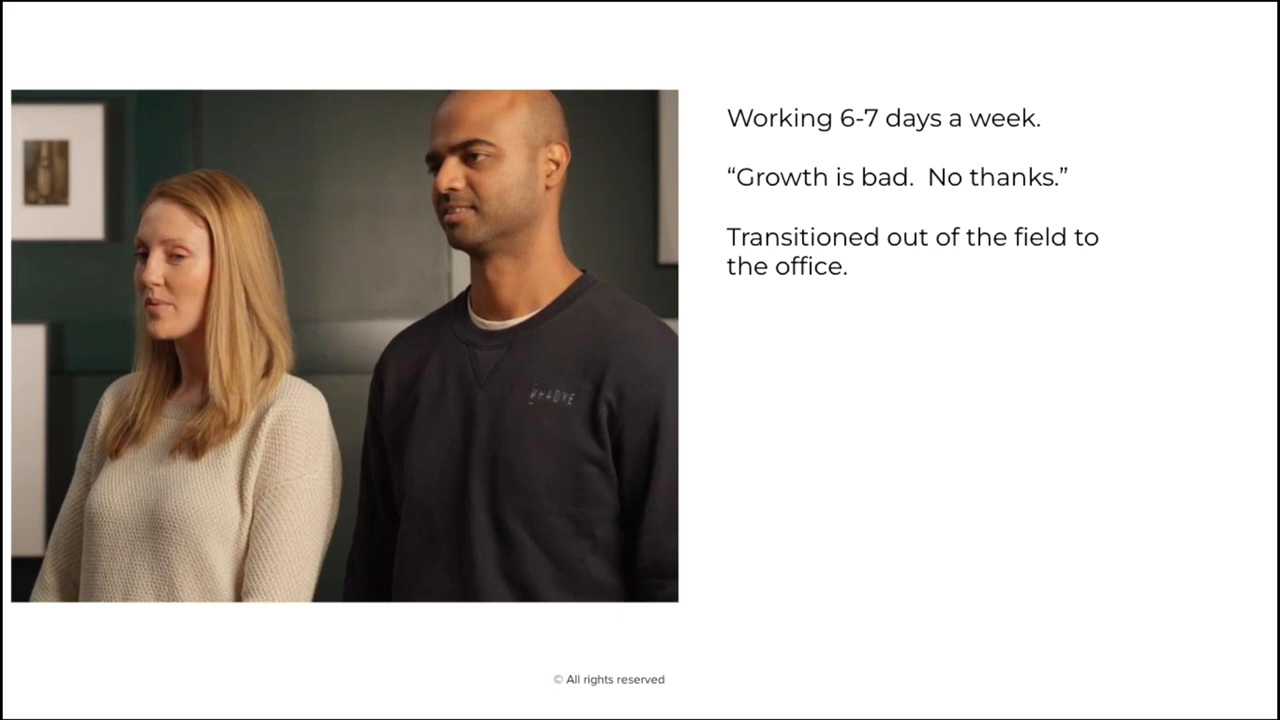 Working 6-7 days a week.
“Growth is bad.  No thanks.”
Transitioned out of the field to
the office.
© All rights reserved